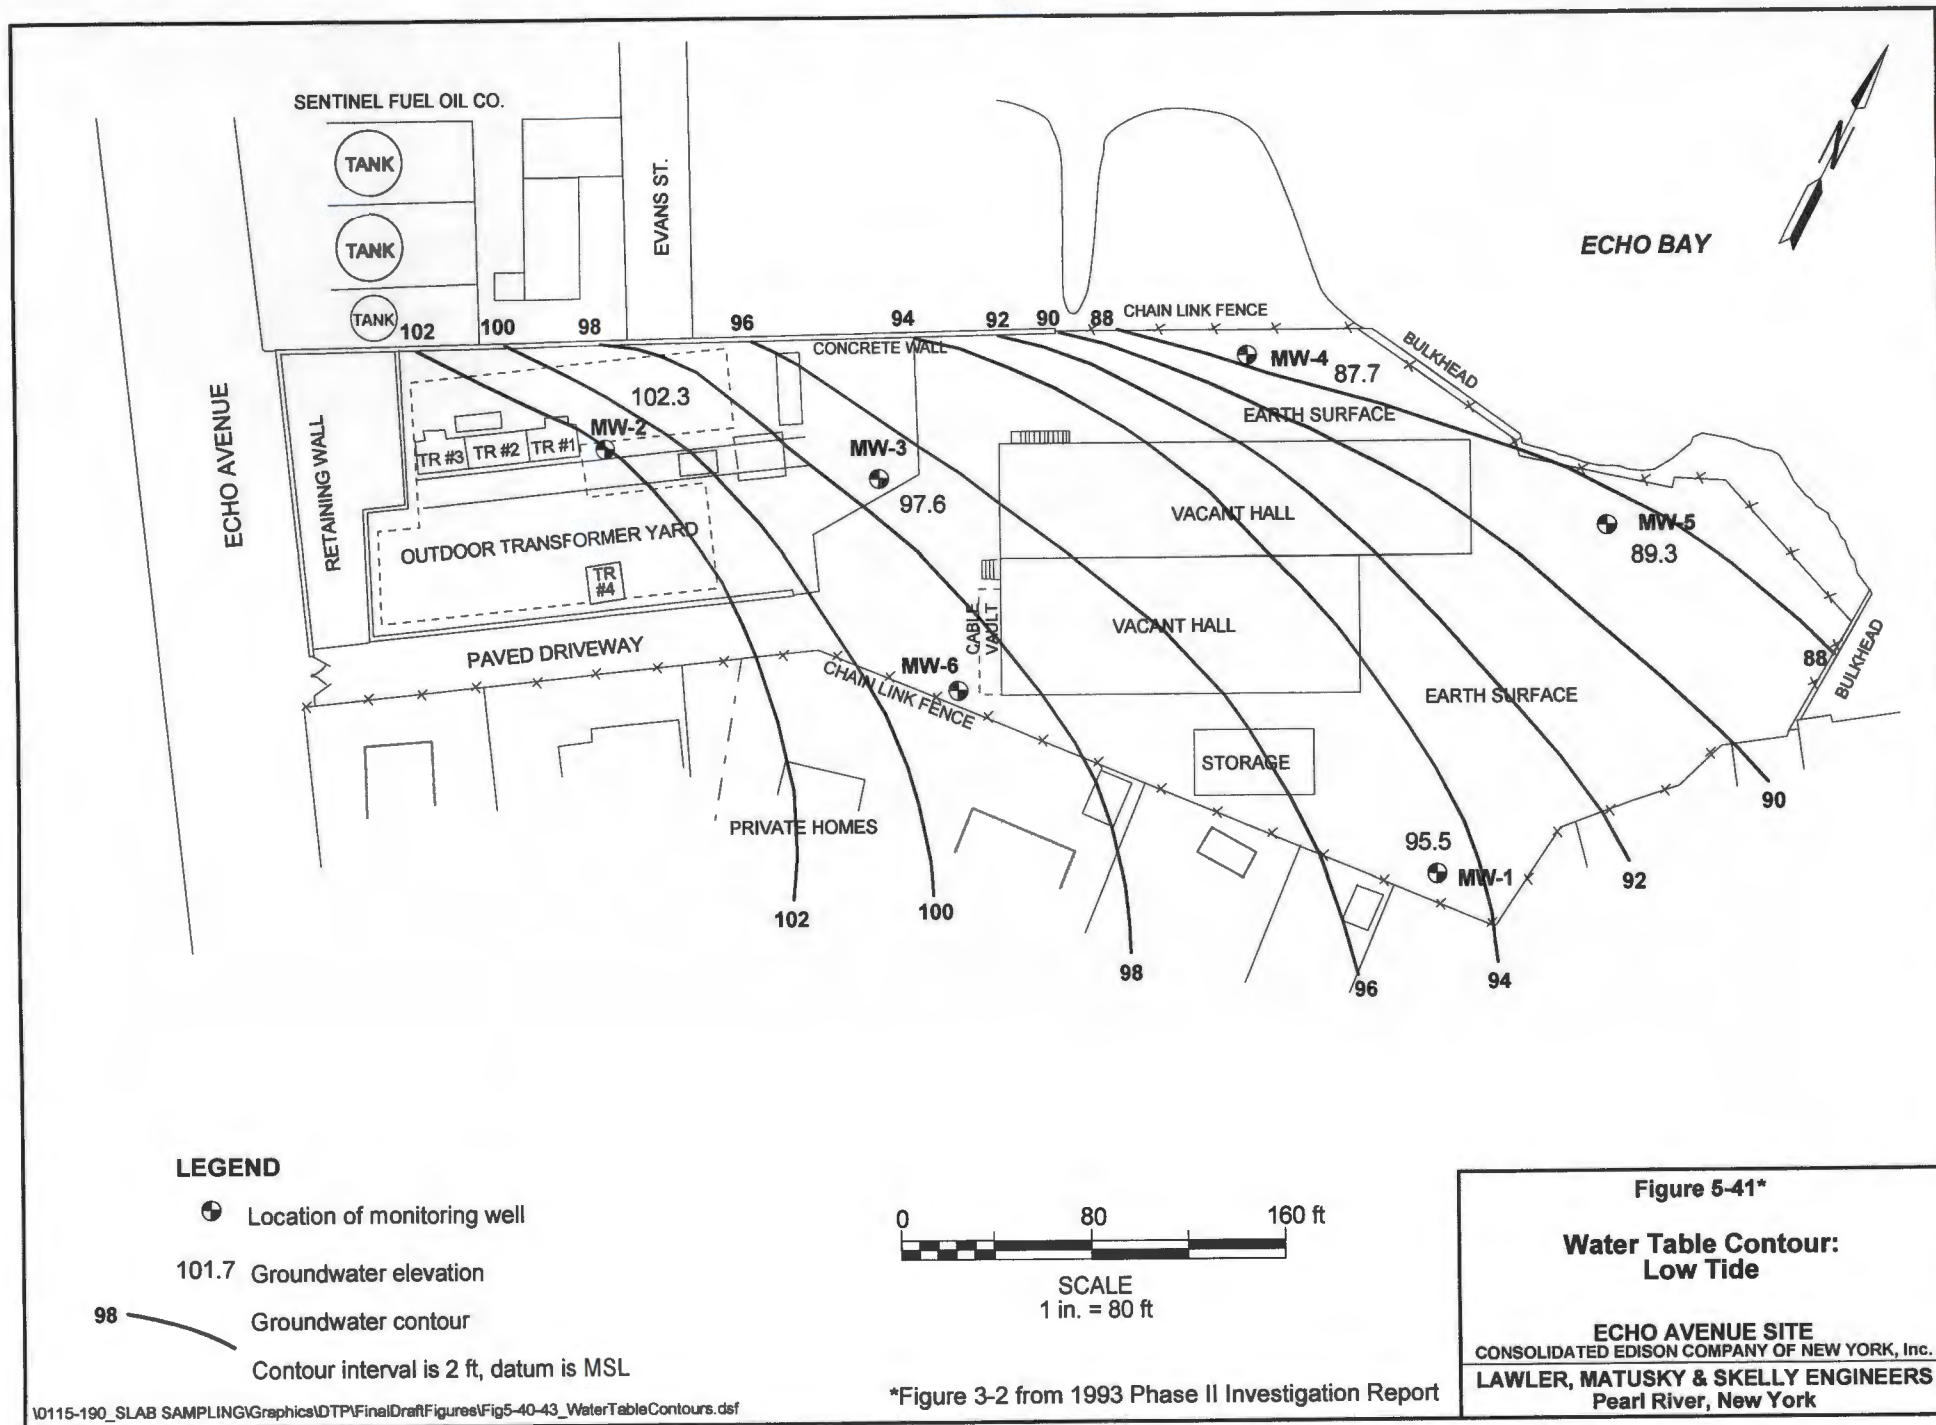 SENTINEL FUEL OIL CO.
TANK
TANK
TANK
EVANS ST.
ECHO BAY
N
102
100
98
96
94
92
90
88
CHAIN LINK FENCE
CONCRETE WALL
BULKHEAD
MW-4
87.7
EARTH SURFACE
ECHO AVENUE
RETAINING WALL
102.3
MW-2
TR #3
TR #2
TR #1
MW-3
97.6
VACANT HALL
MW-5
89.3
OUTDOOR TRANSFORMER YARD
TR
#4
CABLE
VAULT
VACANT HALL
PAVED DRIVEWAY
MW-6
CHAIN LINK FENCE
EARTH SURFACE
88
BULKHEAD
STORAGE
PRIVATE HOMES
95.5
MW-1
90
92
102
100
98
96
94
LEGEND
Location of monitoring well
101.7 Groundwater elevation
98
Groundwater contour
Contour interval is 2 ft, datum is MSL
0 80 160 ft
SCALE
1 in. = 80 ft
*Figure 3-2 from 1993 Phase II Investigation Report
Figure 5-41*
Water Table Contour:
Low Tide
ECHO AVENUE SITE
CONSOLIDATED EDISON COMPANY OF NEW YORK, Inc.
LAWLER, MATUSKY & SKELLY ENGINEERS
Pearl River, New York
\0115-190_SLAB SAMPLING\Graphics\DTP\FinalDraftFigures\Fig5-40-43_WaterTableContours.dsf